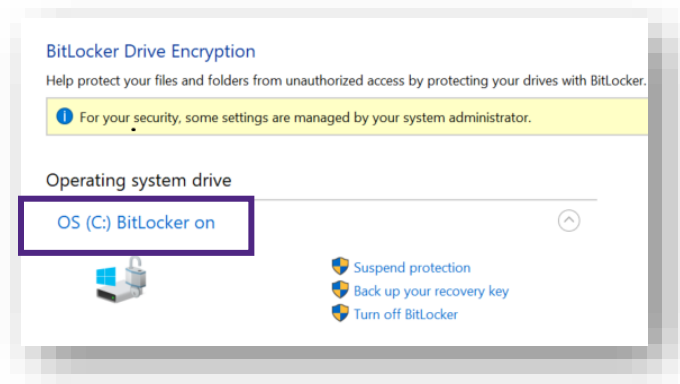 BitLocker Drive Encryption
Help protect your files and folders from unauthorized access by protecting your drives with BitLocker.
For your security, some settings are managed by your system administrator.
Operating system drive
OS (C:) BitLocker on
Suspend protection
Back up your recovery key
Turn off BitLocker